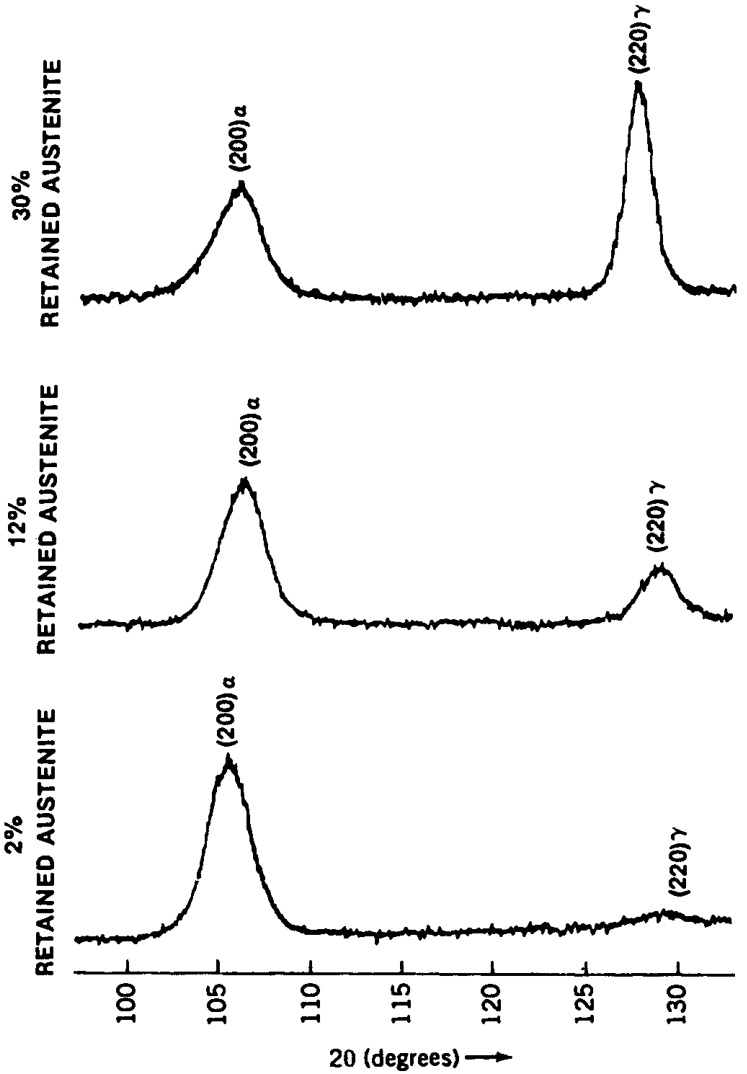 30%
RETAINED AUSTENITE
(200)α
(220)γ
12%
RETAINED AUSTENITE
(200)α
(220)γ
2%
RETAINED AUSTENITE
(200)α
(220)γ
100
105
110
115
120
125
130
20 (degrees)